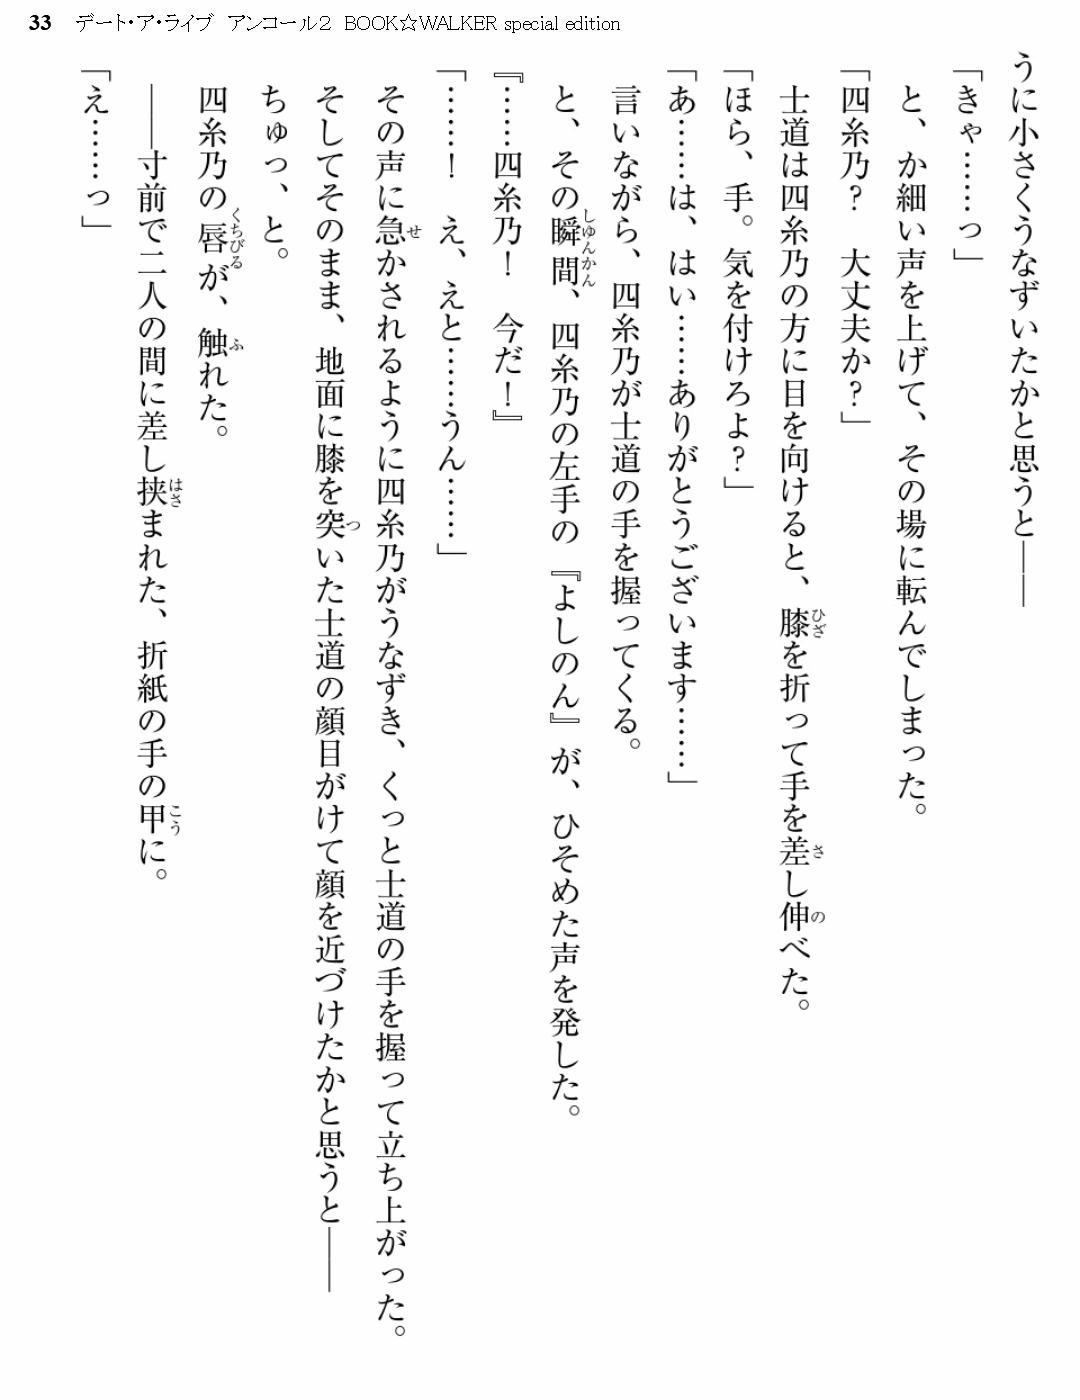 33 デート・ア・ライブ アンコール2 BOOK☆WALKER special edition
うに小さくうなずいたかと思うと――
「きゃ……っ」
と、か細い声を上げて、その場に転んでしまった。
「四糸乃？　大丈夫か？」
士道は四糸乃の方に目を向けると、膝を折って手を差し伸べた。
「ほら、手。気を付けろよ？」
「あ……は、はい……ありがとうございます……」
言いながら、四糸乃が士道の手を握ってくる。
と、その瞬間、四糸乃の左手の『よしのん』が、ひそめた声を発した。
『……四糸乃！　今だ！』
「……！　え、えと……うん……」
その声に急かされるように四糸乃がうなずき、くっと士道の手を握って立ち上がった。
そしてそのまま、地面に膝を突いた士道の顔目がけて顔を近づけたかと思うと――
ちゅっ、と。
四糸乃の唇が、触れた。
――寸前で二人の間に差し挟まれた、折紙の手の甲に。
「え……っ」